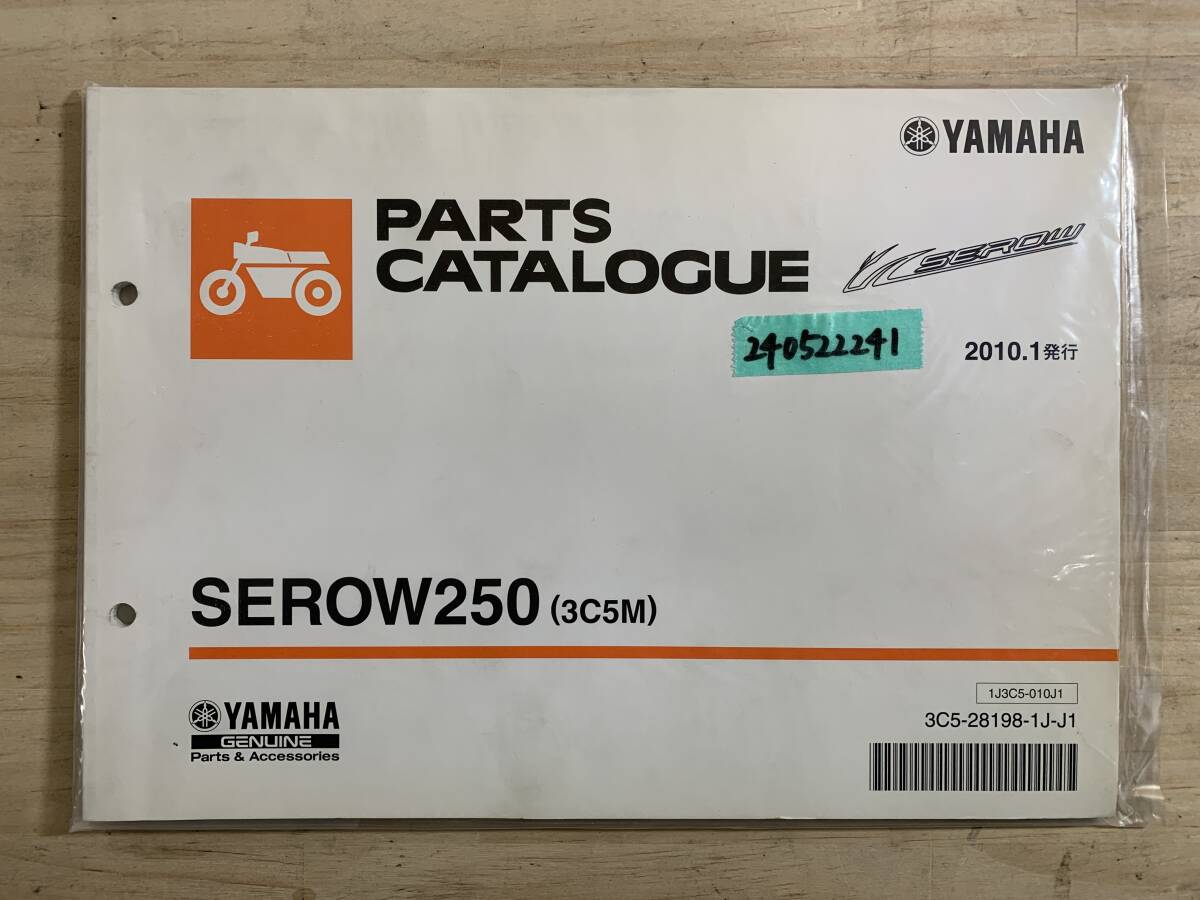 YAMAHA
PARTS
CATALOGUE
SEROW
240522241
2010.1発行
SEROW250 (3C5M)
1J3C5-010J1
3C5-28198-1J-J1
YAMAHA
GENUINE
Parts & Accessories